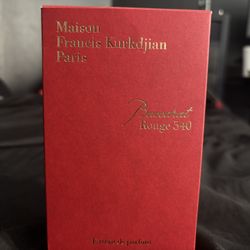 Maison
Francis Kurkdjian
Paris
Baccarat
Rouge 540
Extrait de parfum